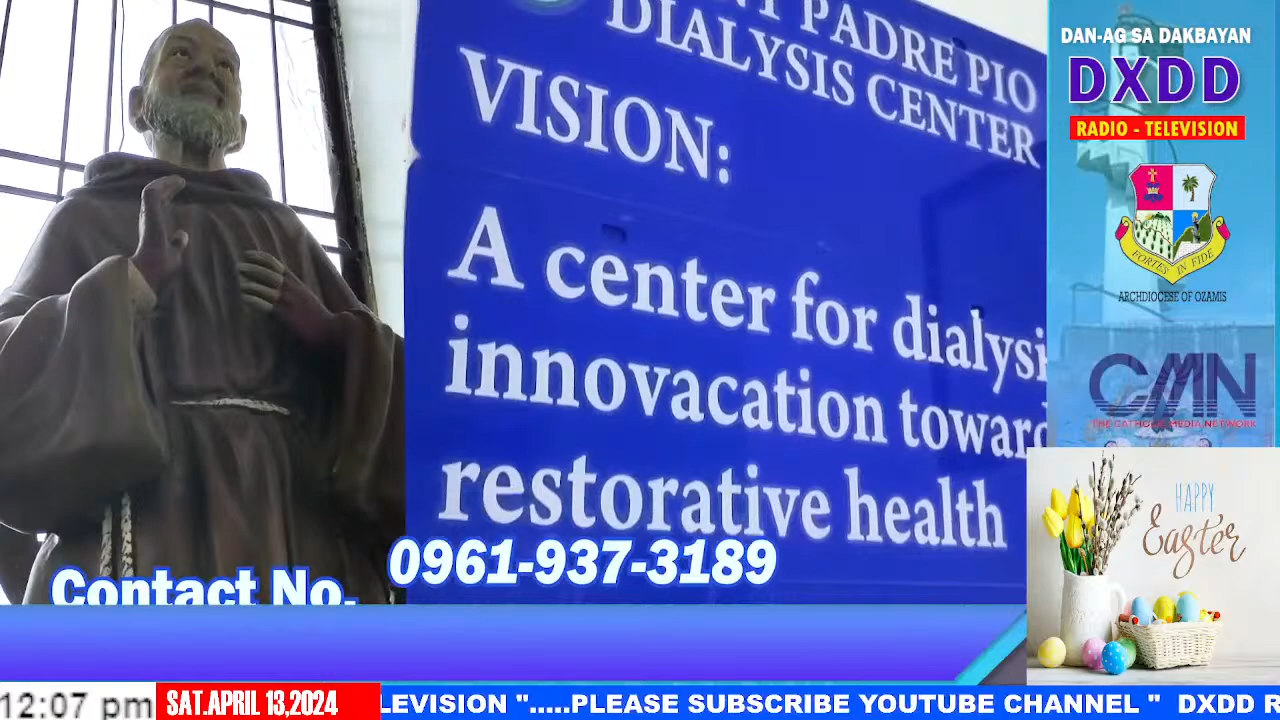 PADRE PIO
DIALYSIS CENTER
VISION:
A center for dialysi
innovacation toward
restorative health
Contact No.
0961-937-3189
DAN-AG SA DAKBAYAN
DXDD
RADIO - TELEVISION
FORTES IN FIDE
ARCHDIOCESE OF OZAMIS
CMN
THE CATHOLIC MEDIA NETWORK
HAPPY
Easter
12:07 pm
SAT.APRIL 13,2024
LEVISION ".....PLEASE SUBSCRIBE YOUTUBE CHANNEL " DXDD R